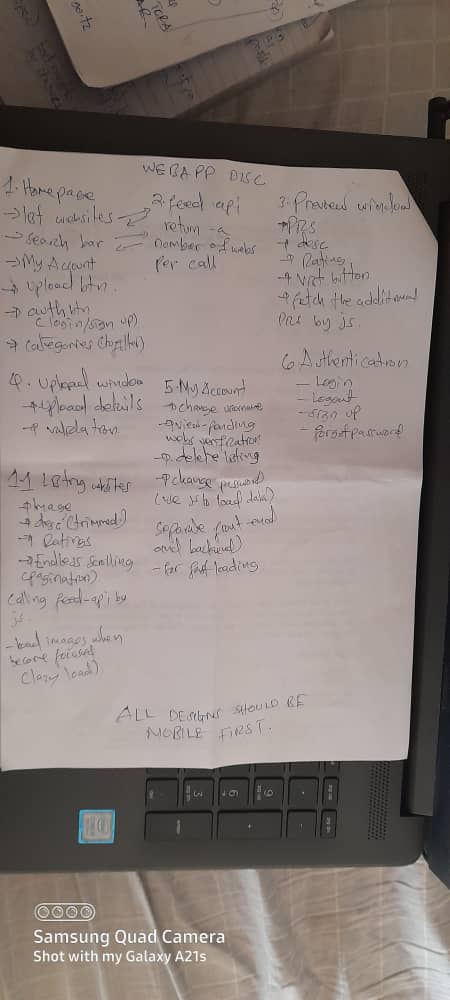 WEBAPP DISC
1. Homepage
→ list websites
→ search bar
→ My Account
→ upload btn.
→ auth btn
(login/sign up)
→ categories (to filter)
2. feed api
return a
number of webs
per call
3. Preview window
→ PRS
→ desc
→ Rating
→ Visit button
→ fetch the additional
PRS by js.
4. Upload window
→ upload details
→ validation
5. My Account
→ change username
→ view-pending
webs verification
→ delete listing
→ change password
(use js to load data)
separate front-end
and backend)
- for fast loading
6. Authentication
- Login
- Logout
- sign up
- forgot password
1.1 Listing websites
→ Image
→ desc (trimmed)
→ Ratings
→ Endless scrolling
(pagination)
calling feed-api by
js.
- load images when
become focused
(lazy load)
ALL DESIGNS SHOULD BE
MOBILE FIRST.
Samsung Quad Camera
Shot with my Galaxy A21s